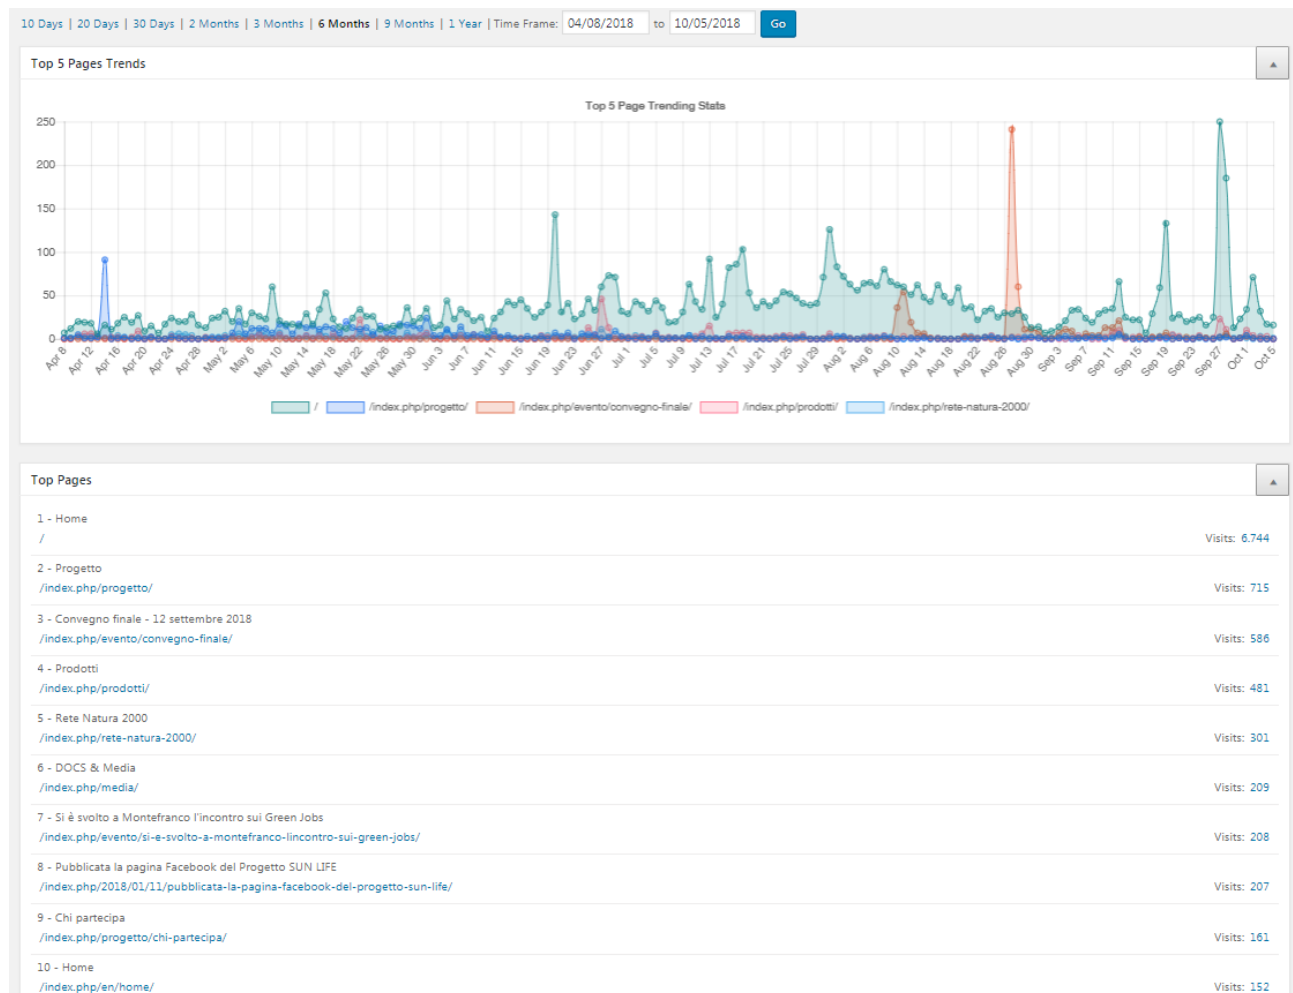 10 Days | 20 Days | 30 Days | 2 Months | 3 Months | 6 Months | 9 Months | 1 Year | Time Frame: 04/08/2018 to 10/05/2018 Go
Top 5 Pages Trends
Top 5 Page Trending Stats
250
200
150
100
50
0
Apr 8 Apr 12 Apr 16 Apr 20 Apr 24 Apr 28 May 2 May 6 May 10 May 14 May 18 May 22 May 26 May 30 Jun 3 Jun 7 Jun 11 Jun 15 Jun 19 Jun 23 Jun 27 Jul 1 Jul 5 Jul 9 Jul 13 Jul 17 Jul 21 Jul 25 Jul 29 Aug 2 Aug 6 Aug 10 Aug 14 Aug 18 Aug 22 Aug 26 Aug 30 Sep 3 Sep 7 Sep 11 Sep 15 Sep 19 Sep 23 Sep 27 Oct 1 Oct 5
/ /index.php/progetto/ /index.php/evento/convegno-finale/ /index.php/prodotti/ /index.php/rete-natura-2000/
Top Pages
1 - Home
/ Visits: 6.744
2 - Progetto
/index.php/progetto/ Visits: 715
3 - Convegno finale - 12 settembre 2018
/index.php/evento/convegno-finale/ Visits: 586
4 - Prodotti
/index.php/prodotti/ Visits: 481
5 - Rete Natura 2000
/index.php/rete-natura-2000/ Visits: 301
6 - DOCS & Media
/index.php/media/ Visits: 209
7 - Si è svolto a Montefranco l'incontro sui Green Jobs
/index.php/evento/si-e-svolto-a-montefranco-lincontro-sui-green-jobs/ Visits: 208
8 - Pubblicata la pagina Facebook del Progetto SUN LIFE
/index.php/2018/01/11/pubblicata-la-pagina-facebook-del-progetto-sun-life/ Visits: 207
9 - Chi partecipa
/index.php/progetto/chi-partecipa/ Visits: 161
10 - Home
/index.php/en/home/ Visits: 152